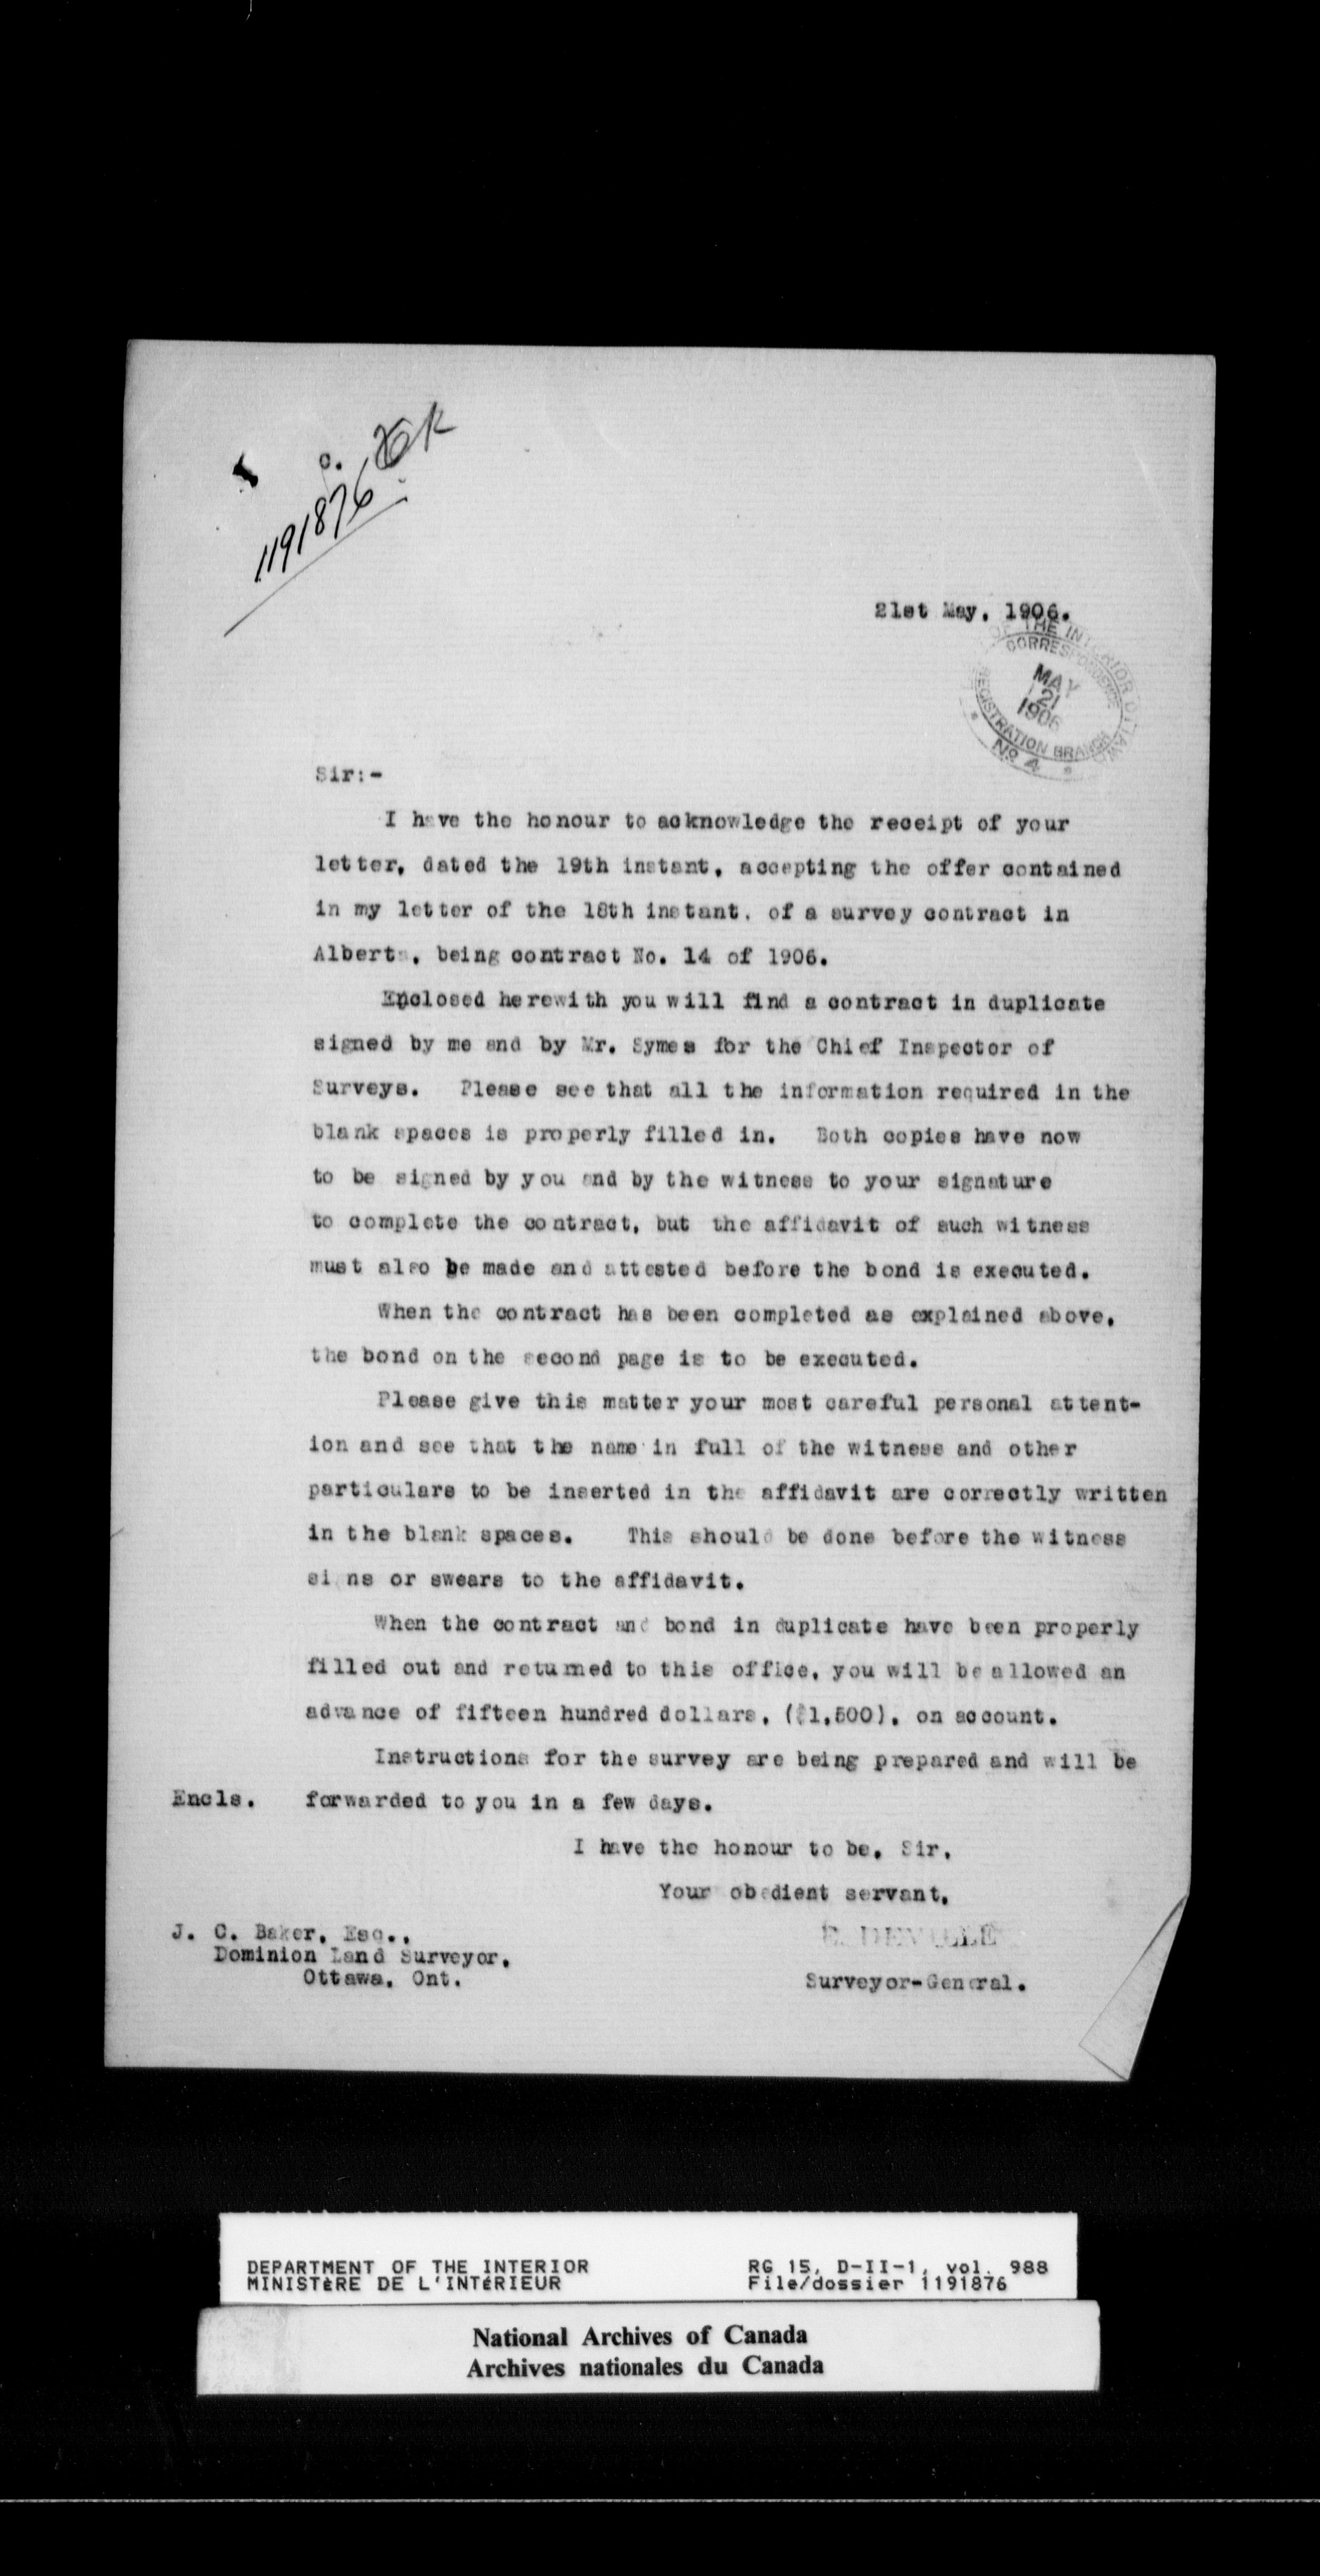 1191876
21st May, 1906.
OF THE INTERIOR OTTAWA
CORRESPONDENCE
MAY
21
1906
REGISTRATION BRANCH
No 4
Sir:-
I have the honour to acknowledge the receipt of your
letter, dated the 19th instant, accepting the offer contained
in my letter of the 18th instant, of a survey contract in
Alberta, being contract No. 14 of 1906.
Enclosed herewith you will find a contract in duplicate
signed by me and by Mr. Symes for the Chief Inspector of
Surveys. Please see that all the information required in the
blank spaces is properly filled in. Both copies have now
to be signed by you and by the witness to your signature
to complete the contract, but the affidavit of such witness
must also be made and attested before the bond is executed.
When the contract has been completed as explained above,
the bond on the second page is to be executed.
Please give this matter your most careful personal attent-
ion and see that the name in full of the witness and other
particulars to be inserted in the affidavit are correctly written
in the blank spaces. This should be done before the witness
signs or swears to the affidavit.
When the contract and bond in duplicate have been properly
filled out and returned to this office, you will be allowed an
advance of fifteen hundred dollars, ($1,500), on account.
Instructions for the survey are being prepared and will be
Encls. forwarded to you in a few days.
I have the honour to be, Sir,
Your obedient servant,
E. DEVILLE
J. C. Baker, Esq.,
Dominion Land Surveyor,
Ottawa, Ont.
Surveyor-General.
DEPARTMENT OF THE INTERIOR RG 15, D-II-1, vol. 988
MINISTèRE DE L'INTéRIEUR File/dossier 1191876
National Archives of Canada
Archives nationales du Canada